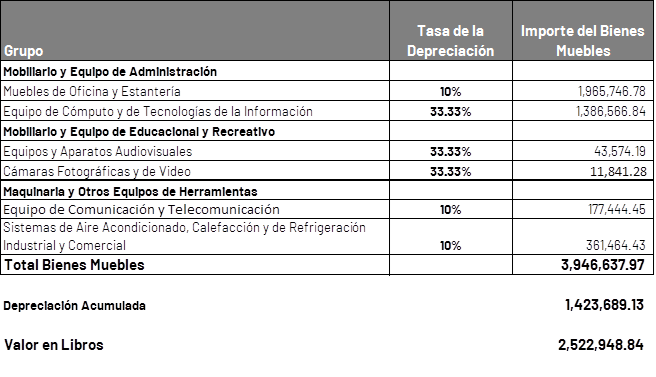 Grupo Tasa de la Depreciación Importe del Bienes Muebles
Mobiliario y Equipo de Administración
Muebles de Oficina y Estantería 10% 1,965,746.78
Equipo de Cómputo y de Tecnologías de la Información 33.33% 1,386,566.84
Mobiliario y Equipo de Educacional y Recreativo
Equipos y Aparatos Audiovisuales 33.33% 43,574.19
Cámaras Fotográficas y de Video 33.33% 11,841.28
Maquinaria y Otros Equipos de Herramientas
Equipo de Comunicación y Telecomunicación 10% 177,444.45
Sistemas de Aire Acondicionado, Calefacción y de Refrigeración
Industrial y Comercial 10% 361,464.43
Total Bienes Muebles 3,946,637.97
Depreciación Acumulada 1,423,689.13
Valor en Libros 2,522,948.84